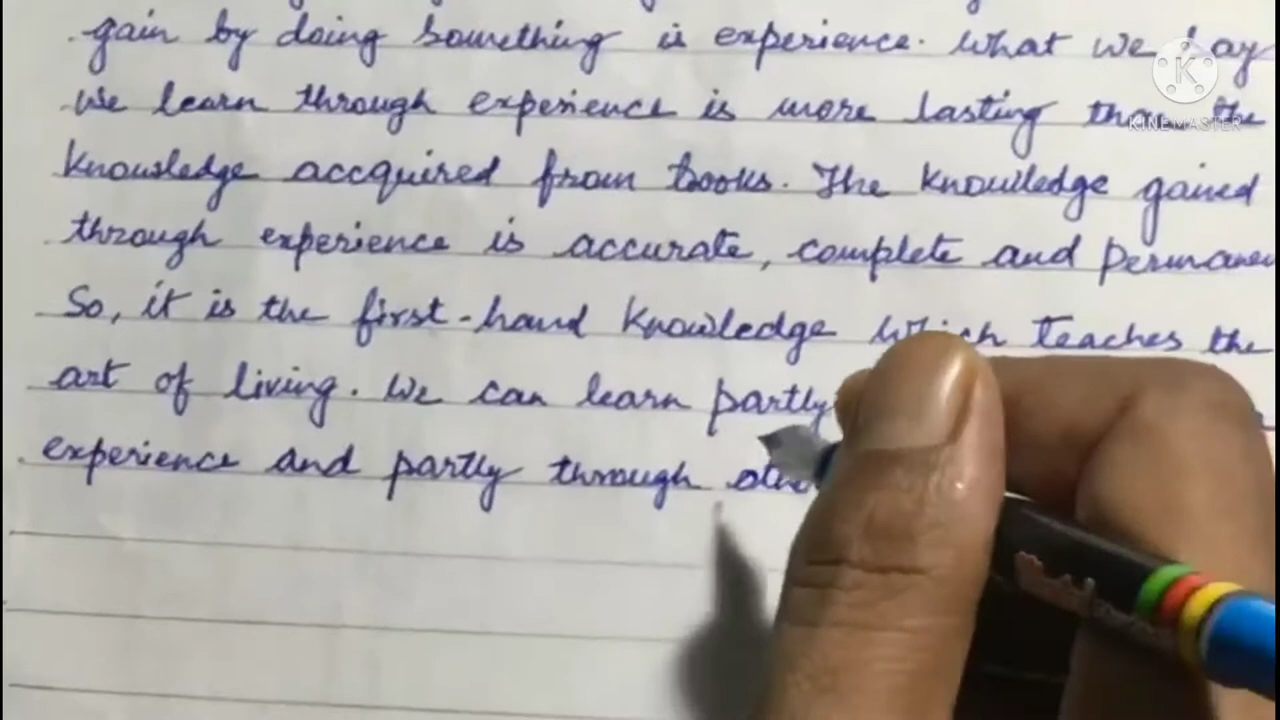 gain by doing something is experience. What we say
we learn through experience is more lasting than the
knowledge accquired from books. The knowledge gained
through experience is accurate, complete and permanen
So, it is the first-hand knowledge which teaches the
art of living. We can learn partly
experience and partly through
K
KINEMASTER